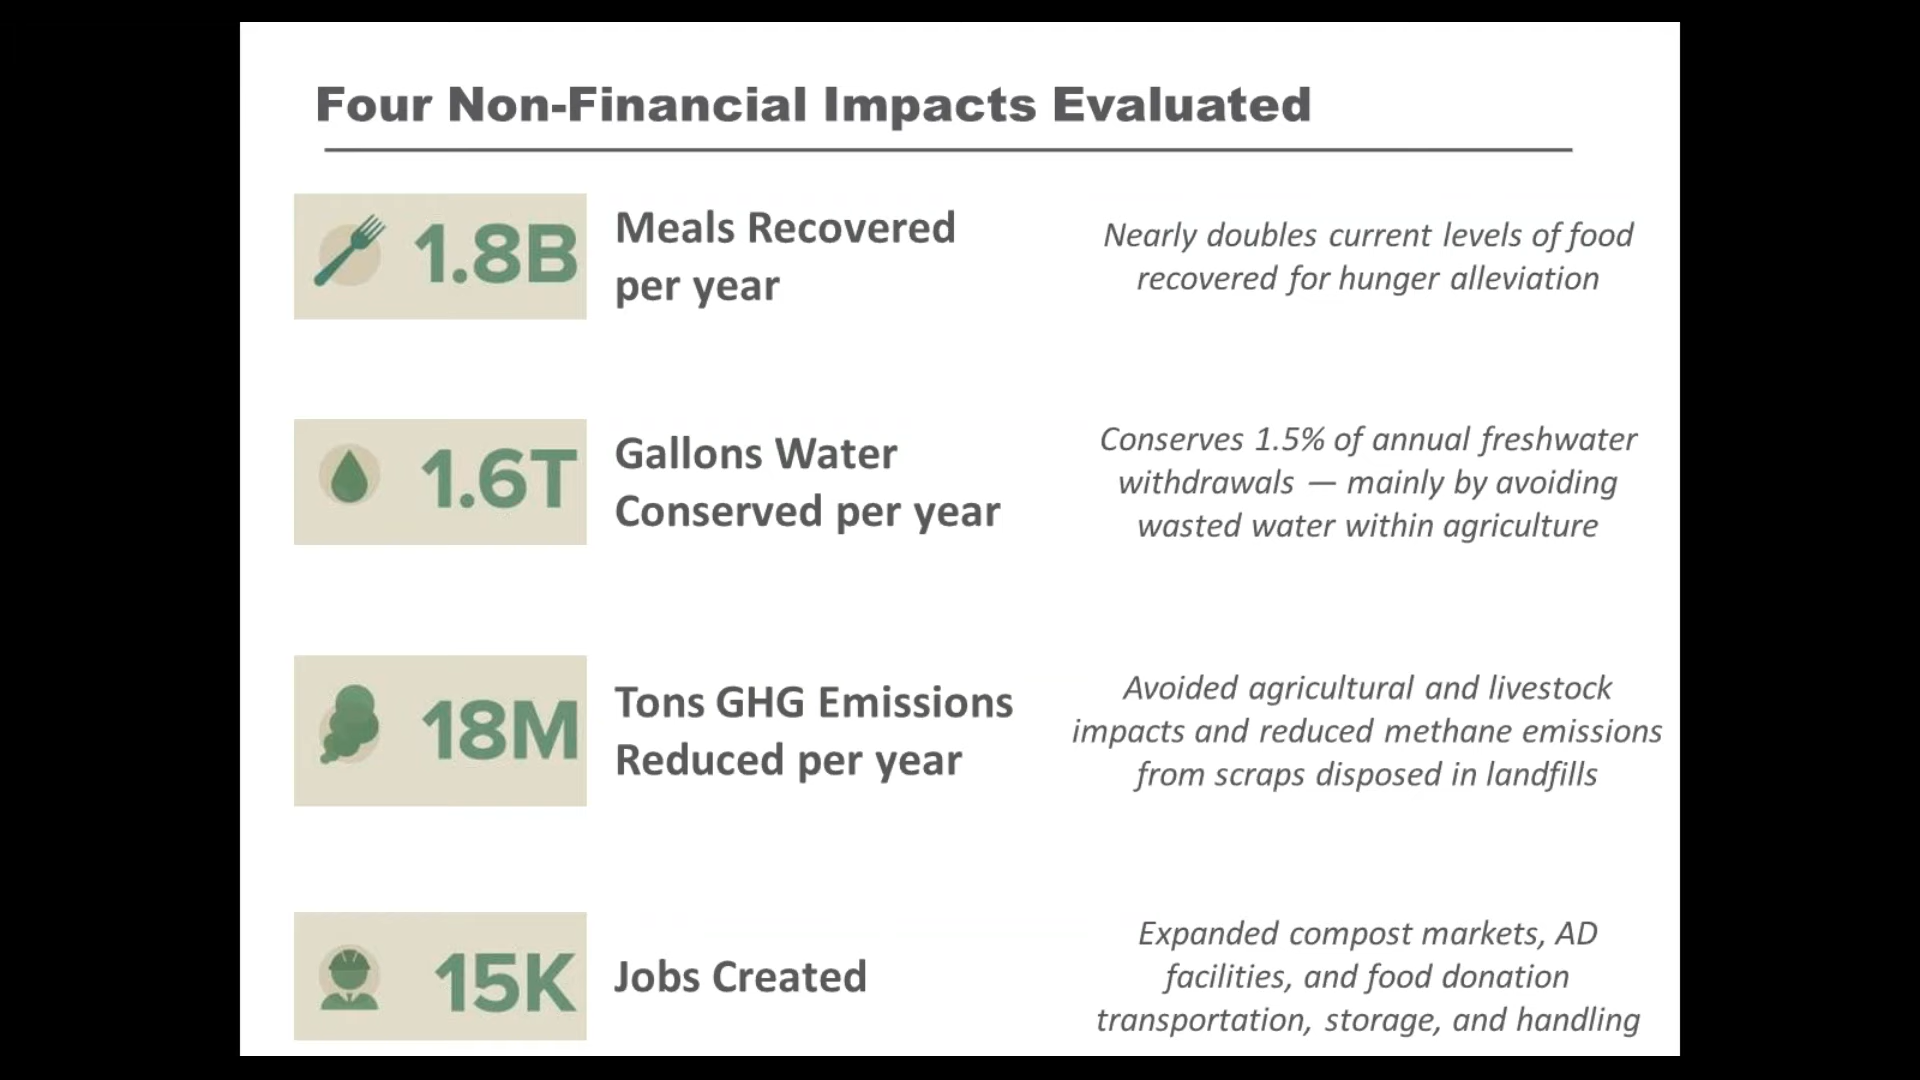 Four Non-Financial Impacts Evaluated
1.8B
Meals Recovered
per year
Nearly doubles current levels of food
recovered for hunger alleviation
1.6T
Gallons Water
Conserved per year
Conserves 1.5% of annual freshwater
withdrawals — mainly by avoiding
wasted water within agriculture
18M
Tons GHG Emissions
Reduced per year
Avoided agricultural and livestock
impacts and reduced methane emissions
from scraps disposed in landfills
15K
Jobs Created
Expanded compost markets, AD
facilities, and food donation
transportation, storage, and handling